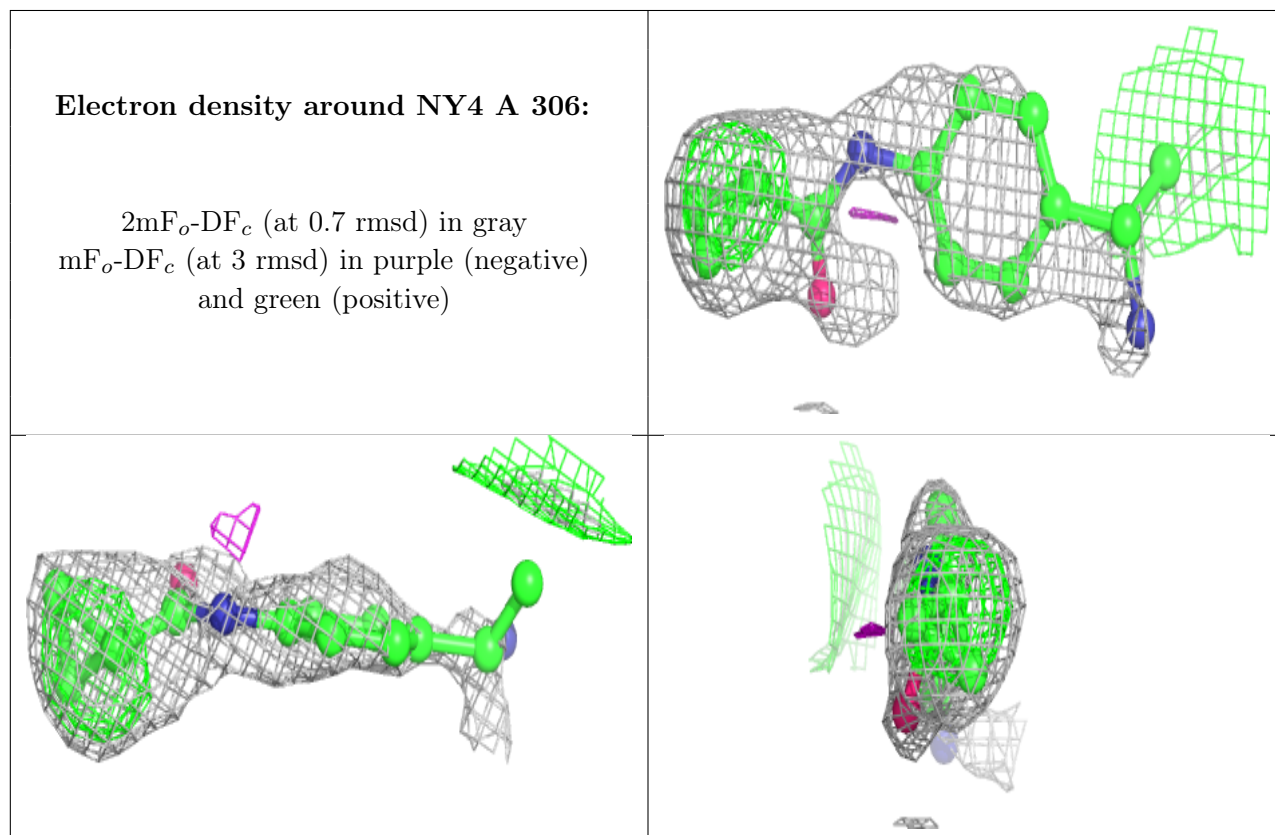 Electron density around NY4 A 306:
2mFo-DFc (at 0.7 rmsd) in gray
mFo-DFc (at 3 rmsd) in purple (negative)
and green (positive)